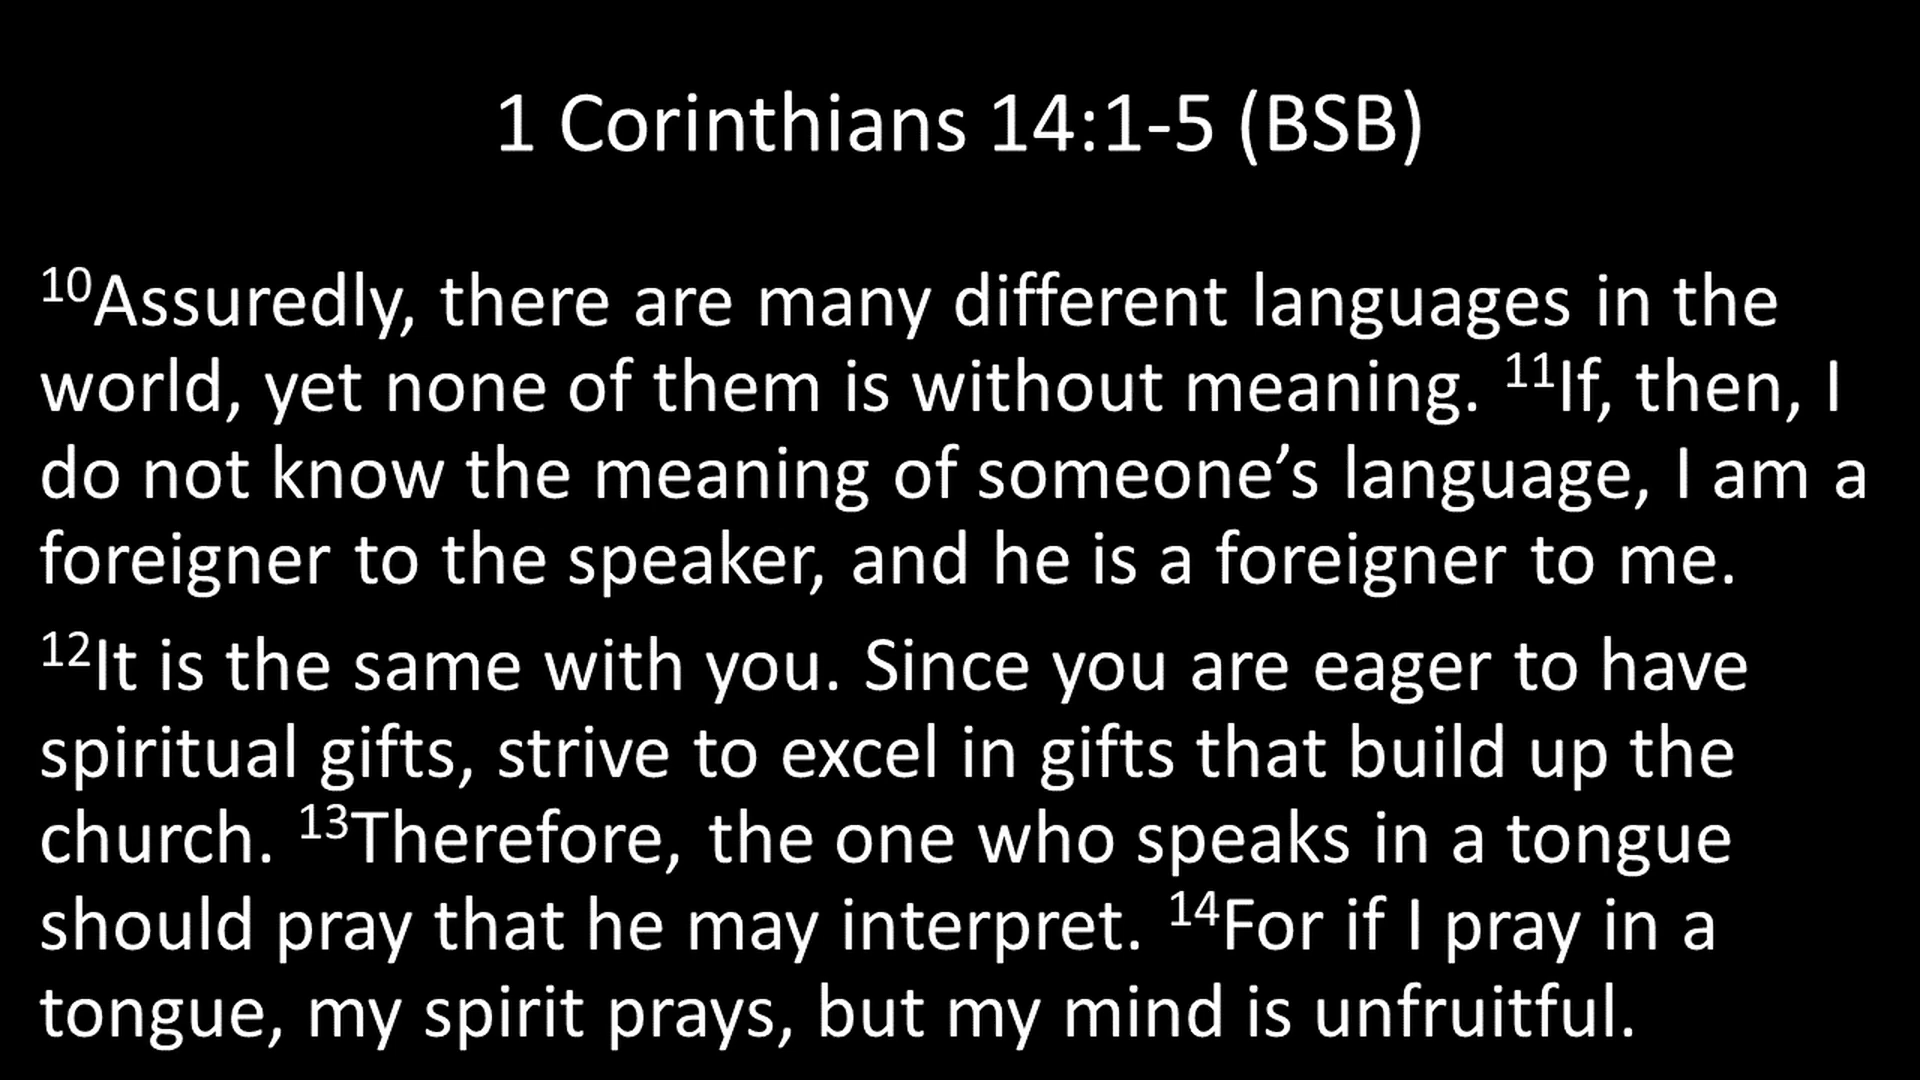 1 Corinthians 14:1-5 (BSB)
¹⁰Assuredly, there are many different languages in the
world, yet none of them is without meaning. ¹¹If, then, I
do not know the meaning of someone’s language, I am a
foreigner to the speaker, and he is a foreigner to me.
¹²It is the same with you. Since you are eager to have
spiritual gifts, strive to excel in gifts that build up the
church. ¹³Therefore, the one who speaks in a tongue
should pray that he may interpret. ¹⁴For if I pray in a
tongue, my spirit prays, but my mind is unfruitful.